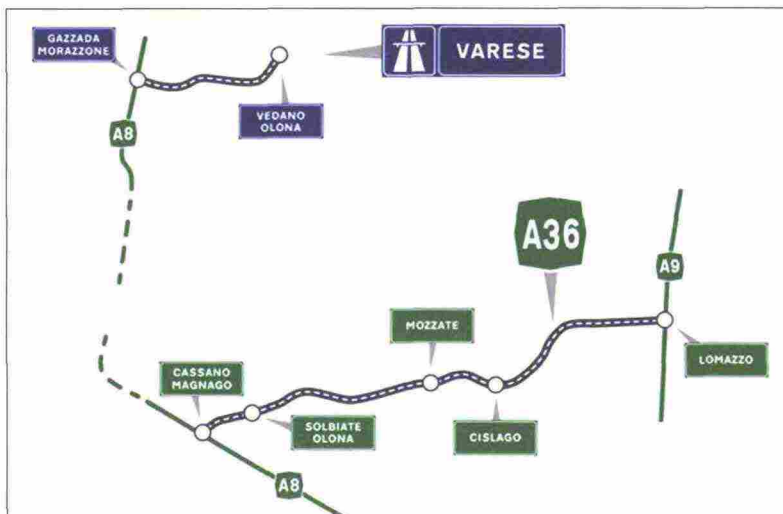 GAZZADA
MORAZZONE
VARESE
VEDANO
OLONA
A8
A36
A9
MOZZATE
LOMAZZO
CASSANO
MAGNAGO
SOLBIATE
OLONA
CISLAGO
A8